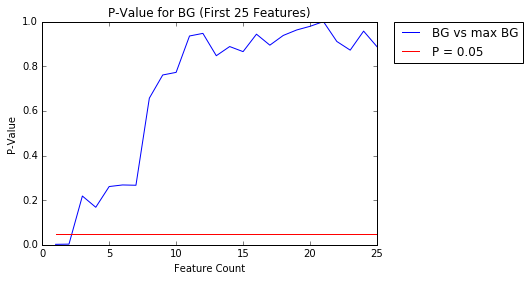 P-Value for BG (First 25 Features)
BG vs max BG
P = 0.05
1.0
0.8
0.6
0.4
0.2
0.0
P-Value
0 5 10 15 20 25
Feature Count